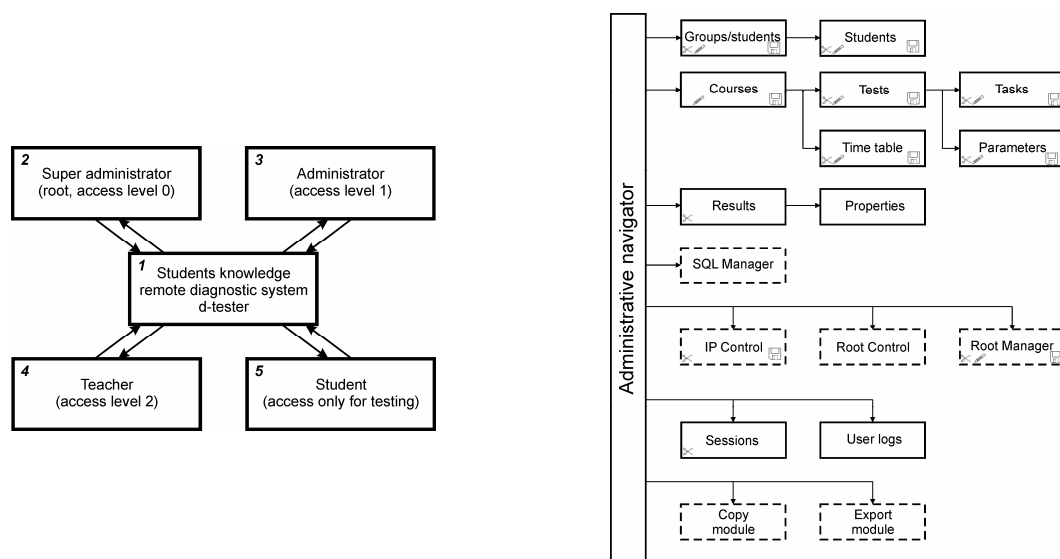 2
Super administrator
(root, access level 0)
3
Administrator
(access level 1)
1
Students knowledge
remote diagnostic system
d-tester
4
Teacher
(access level 2)
5
Student
(access only for testing)
Administrative navigator
Groups/students
Students
Courses
Tests
Tasks
Time table
Parameters
Results
Properties
SQL Manager
IP Control
Root Control
Root Manager
Sessions
User logs
Copy
module
Export
module